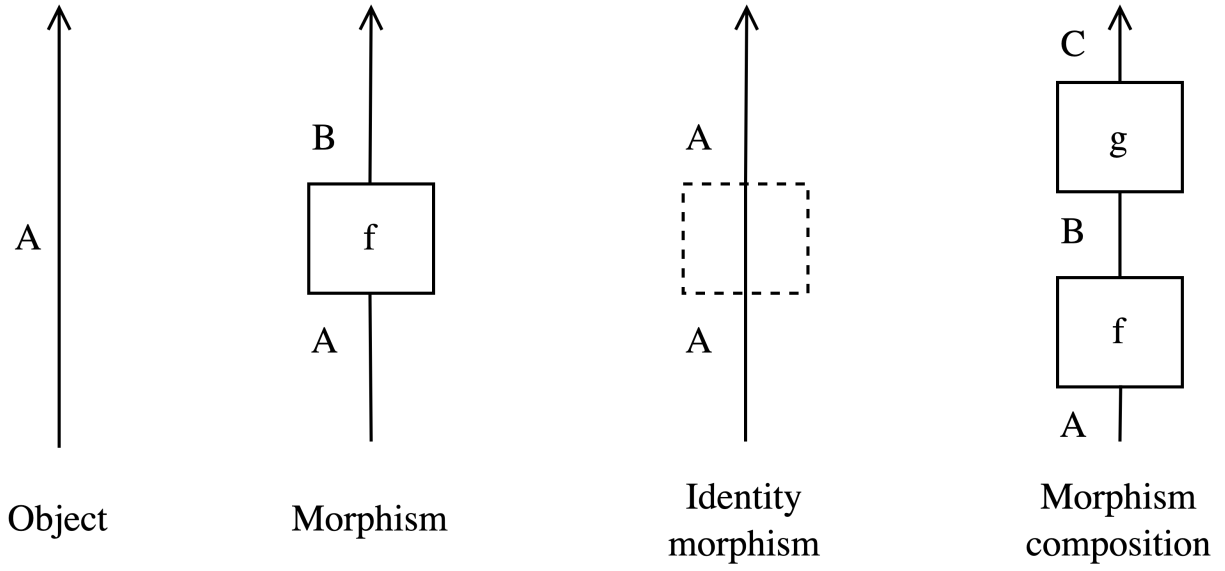 A
Object
B
f
A
Morphism
A
A
Identity
morphism
C
g
B
f
A
Morphism
composition